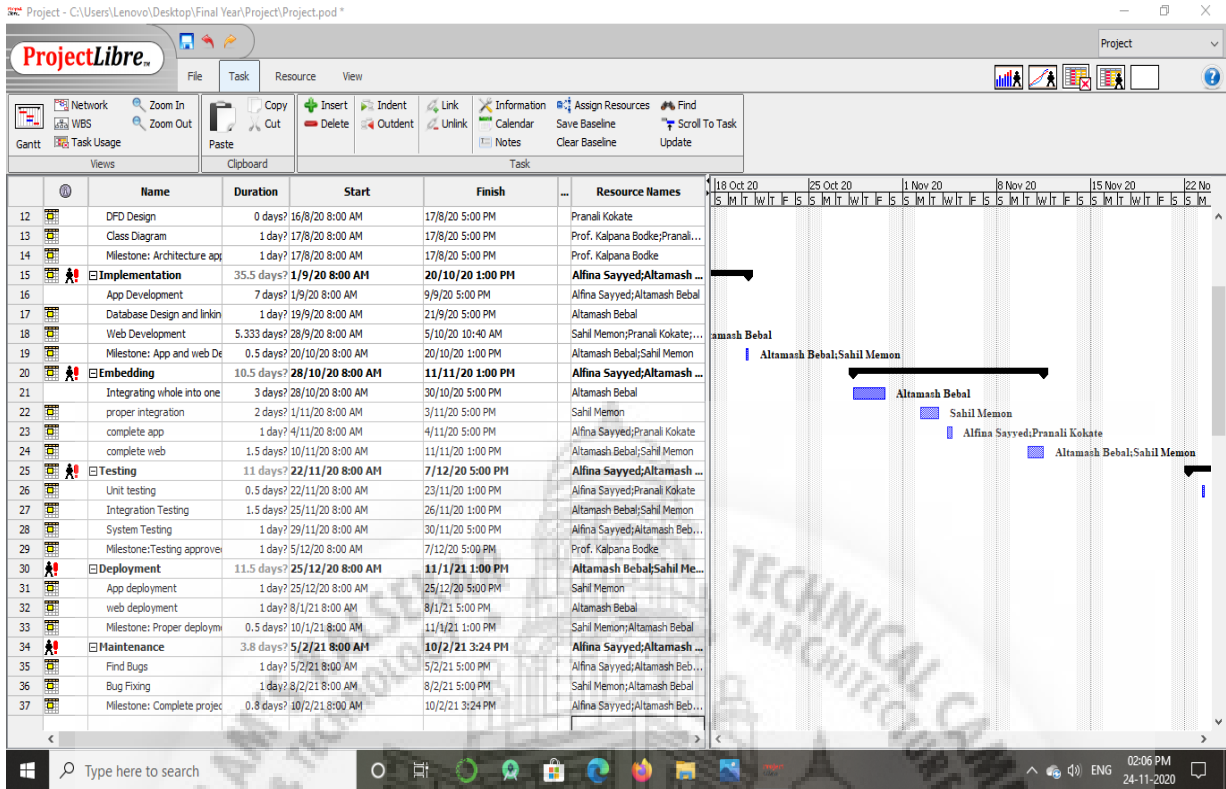 Project - C:\Users\Lenovo\Desktop\Final Year\Project\Project.pod *
ProjectLibre
Project
File Task Resource View
Gantt
Network
WBS
Task Usage
Zoom In
Zoom Out
Views
Paste
Copy
Cut
Clipboard
Insert Indent Link Information Assign Resources Find
Delete Outdent Unlink Calendar Save Baseline Scroll To Task
Notes Clear Baseline Update
Task
Name Duration Start Finish ... Resource Names
12 DFD Design 0 days? 16/8/20 8:00 AM 17/8/20 5:00 PM Pranali Kokate
13 Class Diagram 1 day? 17/8/20 8:00 AM 17/8/20 5:00 PM Prof. Kalpana Bodke;Pranali...
14 Milestone: Architecture app 1 day? 17/8/20 8:00 AM 17/8/20 5:00 PM Prof. Kalpana Bodke
15 Implementation 35.5 days? 1/9/20 8:00 AM 20/10/20 1:00 PM Alfina Sayyed;Altamash ...
16 App Development 7 days? 1/9/20 8:00 AM 9/9/20 5:00 PM Alfina Sayyed;Altamash Bebal
17 Database Design and linkin 1 day? 19/9/20 8:00 AM 21/9/20 5:00 PM Altamash Bebal
18 Web Development 5.333 days? 28/9/20 8:00 AM 5/10/20 10:40 AM Sahil Memon;Pranali Kokate;...
19 Milestone: App and web De 0.5 days? 20/10/20 8:00 AM 20/10/20 1:00 PM Altamash Bebal;Sahil Memon
20 Embedding 10.5 days? 28/10/20 8:00 AM 11/11/20 1:00 PM Alfina Sayyed;Altamash ...
21 Integrating whole into one 3 days? 28/10/20 8:00 AM 30/10/20 5:00 PM Altamash Bebal
22 proper integration 2 days? 1/11/20 8:00 AM 3/11/20 5:00 PM Sahil Memon
23 complete app 1 day? 4/11/20 8:00 AM 4/11/20 5:00 PM Alfina Sayyed;Pranali Kokate
24 complete web 1.5 days? 10/11/20 8:00 AM 11/11/20 1:00 PM Altamash Bebal;Sahil Memon
25 Testing 11 days? 22/11/20 8:00 AM 7/12/20 5:00 PM Alfina Sayyed;Altamash ...
26 Unit testing 0.5 days? 22/11/20 8:00 AM 23/11/20 1:00 PM Alfina Sayyed;Pranali Kokate
27 Integration Testing 1.5 days? 25/11/20 8:00 AM 26/11/20 1:00 PM Altamash Bebal;Sahil Memon
28 System Testing 1 day? 29/11/20 8:00 AM 30/11/20 5:00 PM Alfina Sayyed;Altamash Beb...
29 Milestone:Testing approve 1 day? 5/12/20 8:00 AM 7/12/20 5:00 PM Prof. Kalpana Bodke
30 Deployment 11.5 days? 25/12/20 8:00 AM 11/1/21 1:00 PM Altamash Bebal;Sahil Me...
31 App deployment 1 day? 25/12/20 8:00 AM 25/12/20 5:00 PM Sahil Memon
32 web deployment 1 day? 8/1/21 8:00 AM 8/1/21 5:00 PM Altamash Bebal
33 Milestone: Proper deploym 0.5 days? 10/1/21 8:00 AM 11/1/21 1:00 PM Sahil Memon;Altamash Bebal
34 Maintenance 3.8 days? 5/2/21 8:00 AM 10/2/21 3:24 PM Alfina Sayyed;Altamash ...
35 Find Bugs 1 day? 5/2/21 8:00 AM 5/2/21 5:00 PM Alfina Sayyed;Altamash Beb...
36 Bug Fixing 1 day? 8/2/21 8:00 AM 8/2/21 5:00 PM Sahil Memon;Altamash Bebal
37 Milestone: Complete projec 0.8 days? 10/2/21 8:00 AM 10/2/21 3:24 PM Alfina Sayyed;Altamash Beb...
18 Oct 20 25 Oct 20 1 Nov 20 8 Nov 20 15 Nov 20 22 No
S M T W T F S S M T W T F S S M T W T F S S M T W T F S S M T W T F S S M
amash Bebal
Altamash Bebal;Sahil Memon
Altamash Bebal
Sahil Memon
Alfina Sayyed;Pranali Kokate
Altamash Bebal;Sahil Memon
TECHNICAL CAM
ARCHITECTURE
Type here to search
ENG
02:06 PM
24-11-2020